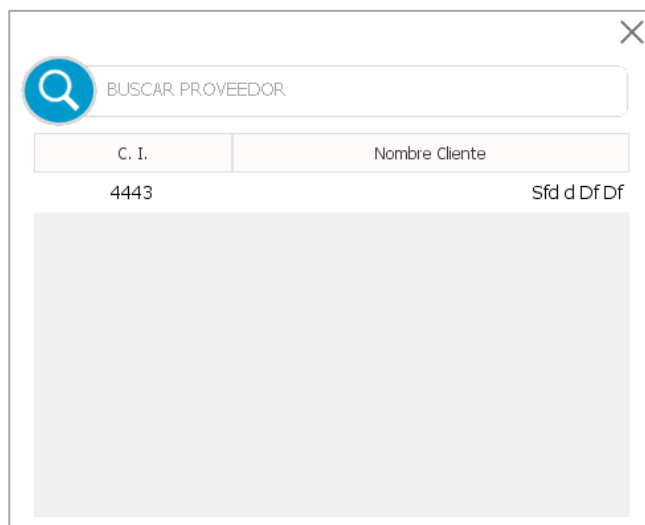 BUSCAR PROVEEDOR
C. I. Nombre Cliente
4443 Sfd d Df Df